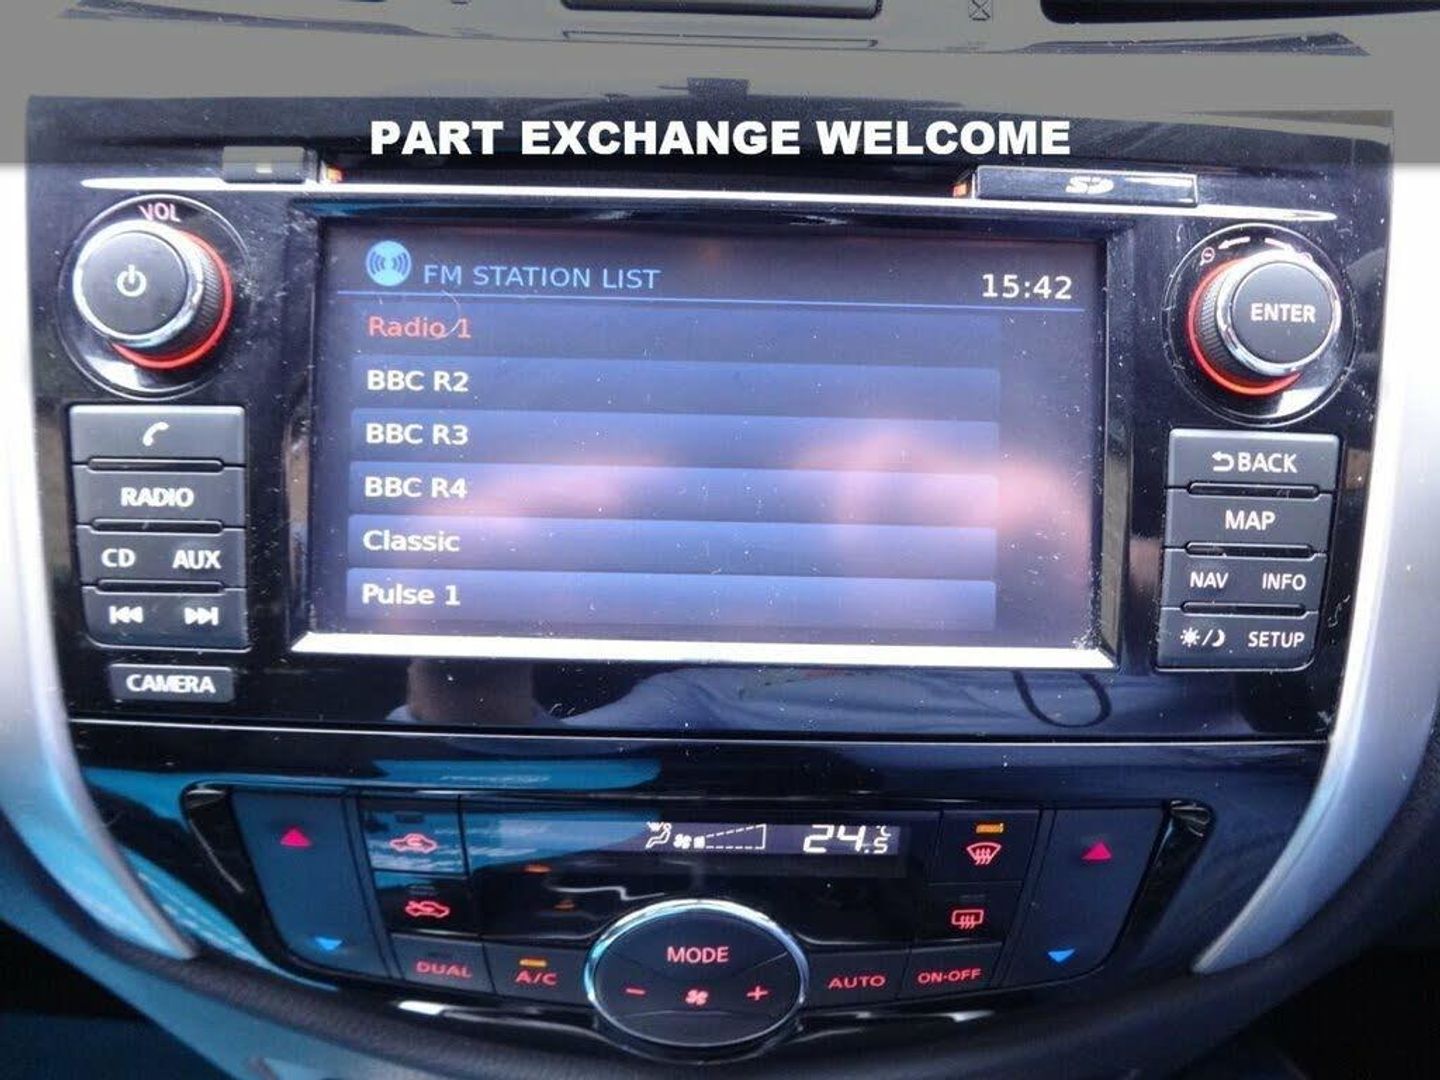 PART EXCHANGE WELCOME
SD
VOL
FM STATION LIST 15:42
Radio 1
BBC R2
BBC R3
BBC R4
Classic
Pulse 1
ENTER
RADIO
CD AUX
CAMERA
BACK
MAP
NAV INFO
SETUP
24.5 °C
DUAL
A/C
MODE
- +
AUTO
ON·OFF